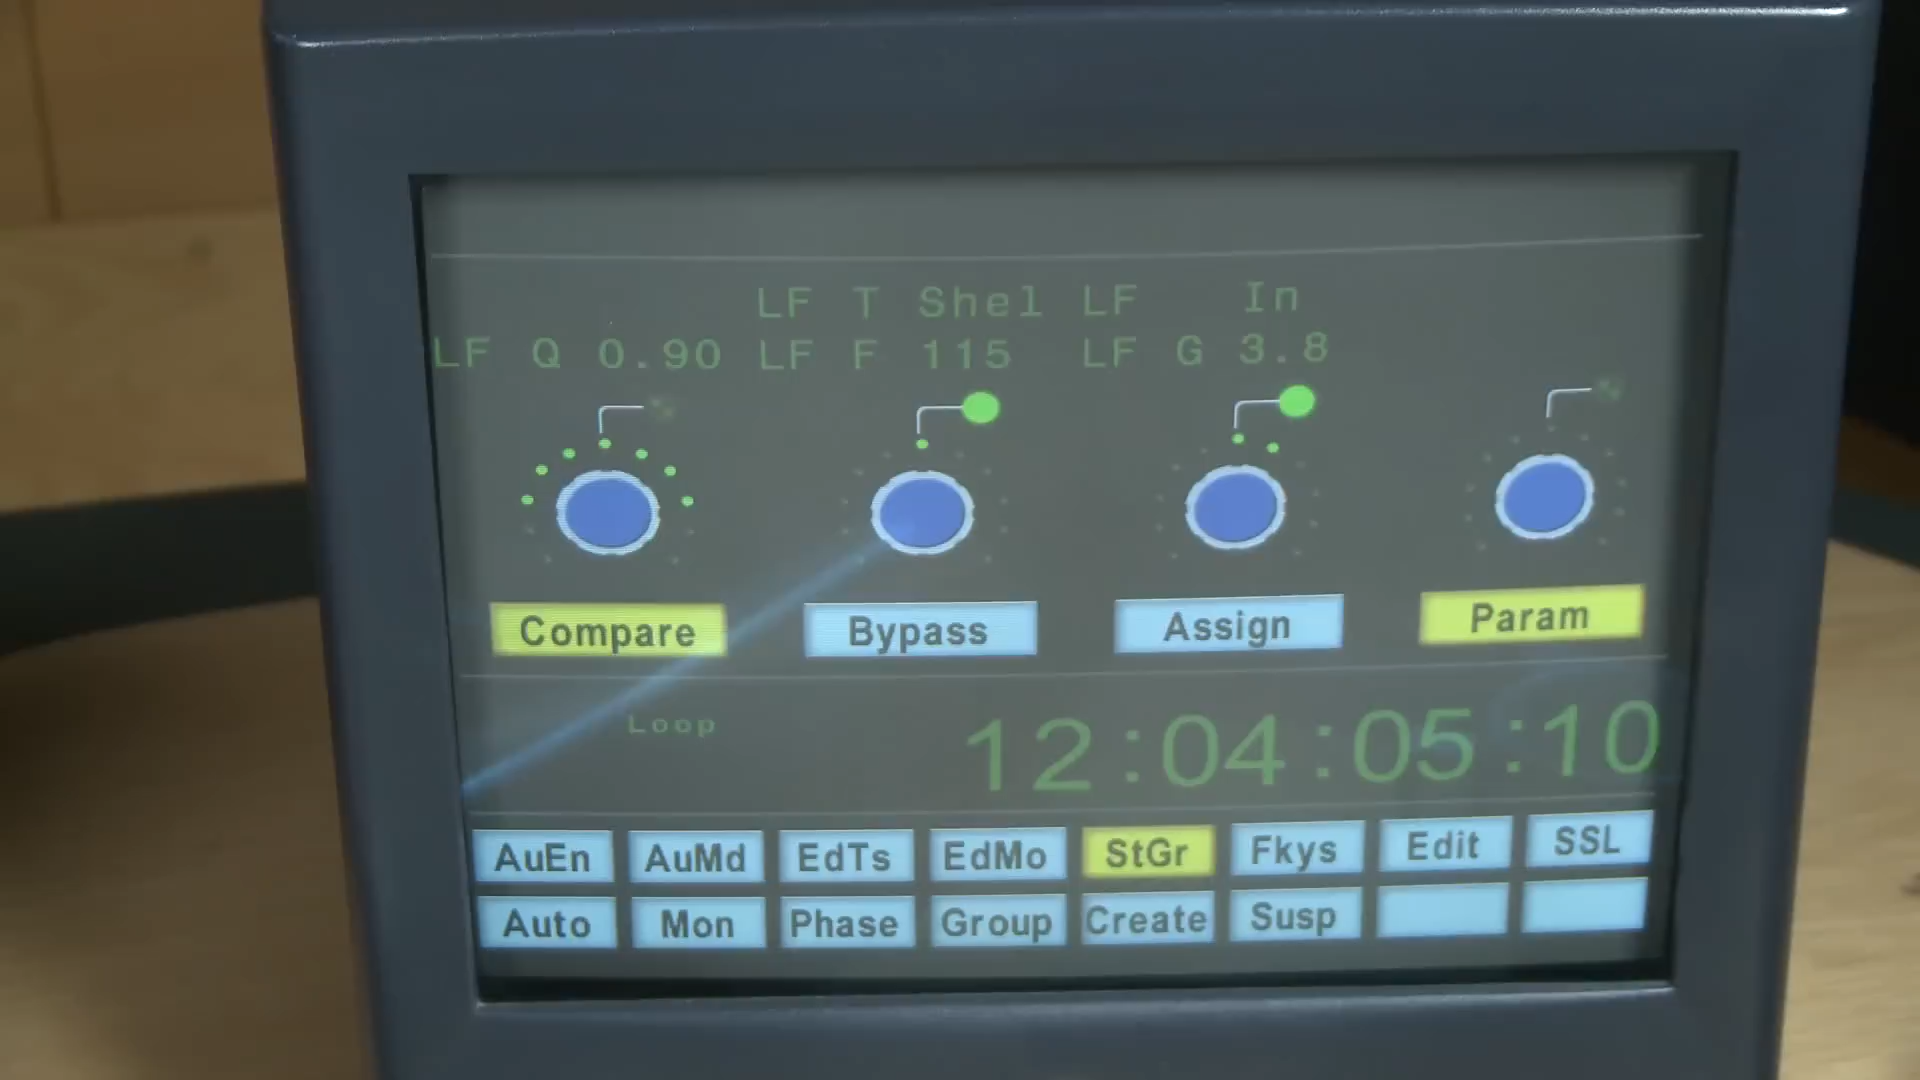 LF T Shel LF In
LF Q 0.90 LF F 115 LF G 3.8
Compare Bypass Assign Param
Loop 12:04:05:10
AuEn AuMd EdTs EdMo StGr Fkys Edit SSL
Auto Mon Phase Group Create Susp